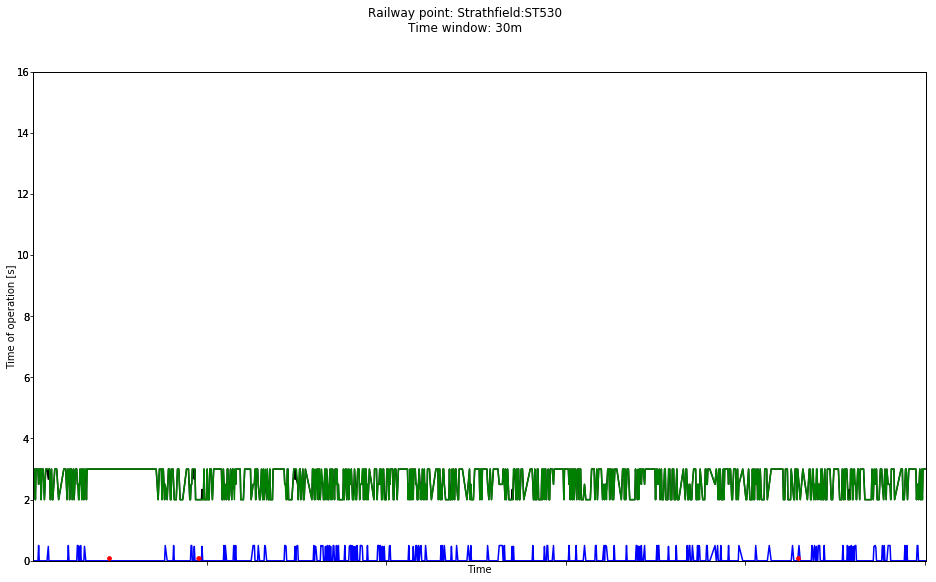 Railway point: Strathfield:ST530
Time window: 30m
16
14
12
10
8
6
4
2
0
Time of operation [s]
Time